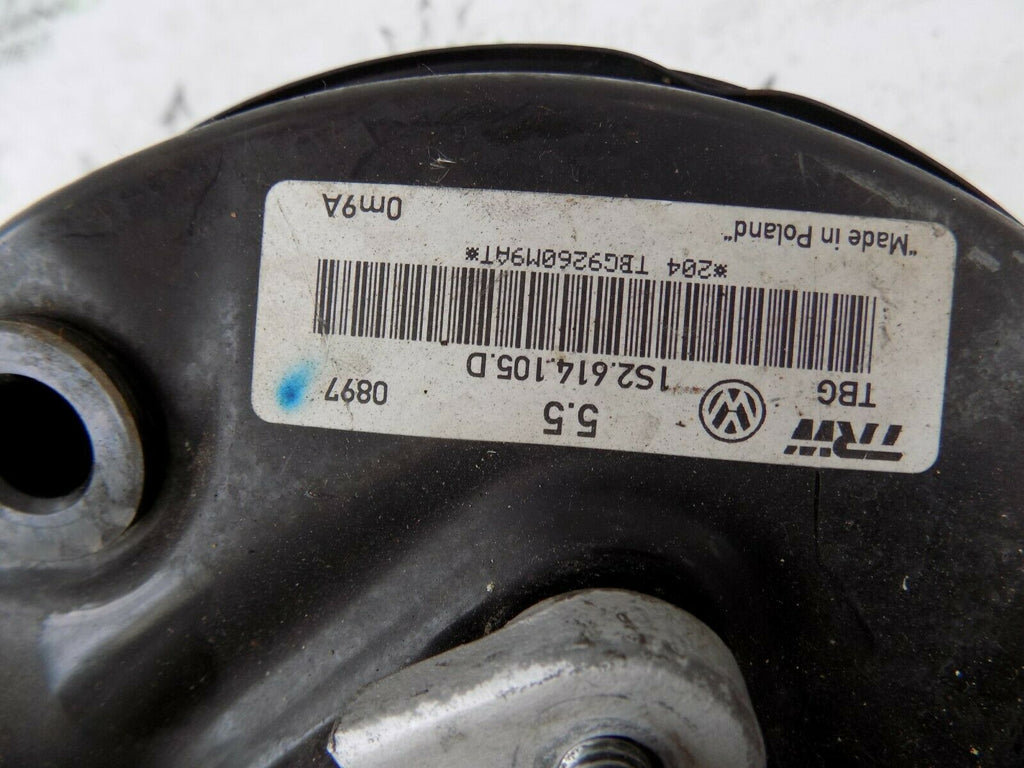 TRW
5.5
TBG
1S2.614.105.D
0897
*204 TBG9260M9AT*
"Made in Poland"
0m9A